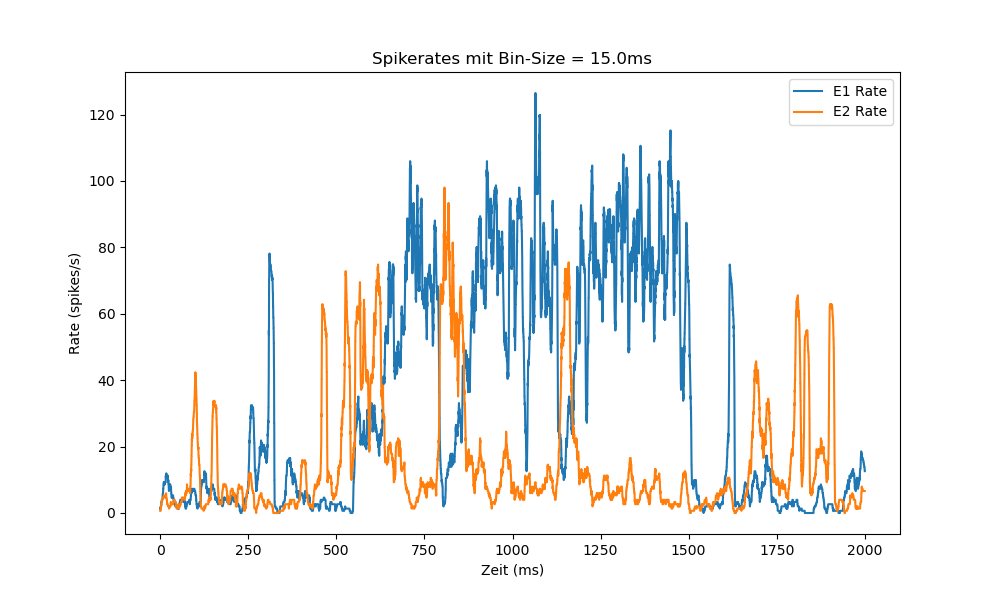 Spikerates mit Bin-Size = 15.0ms
E1 Rate
E2 Rate
120
100
80
60
40
20
0
Rate (spikes/s)
0 250 500 750 1000 1250 1500 1750 2000
Zeit (ms)